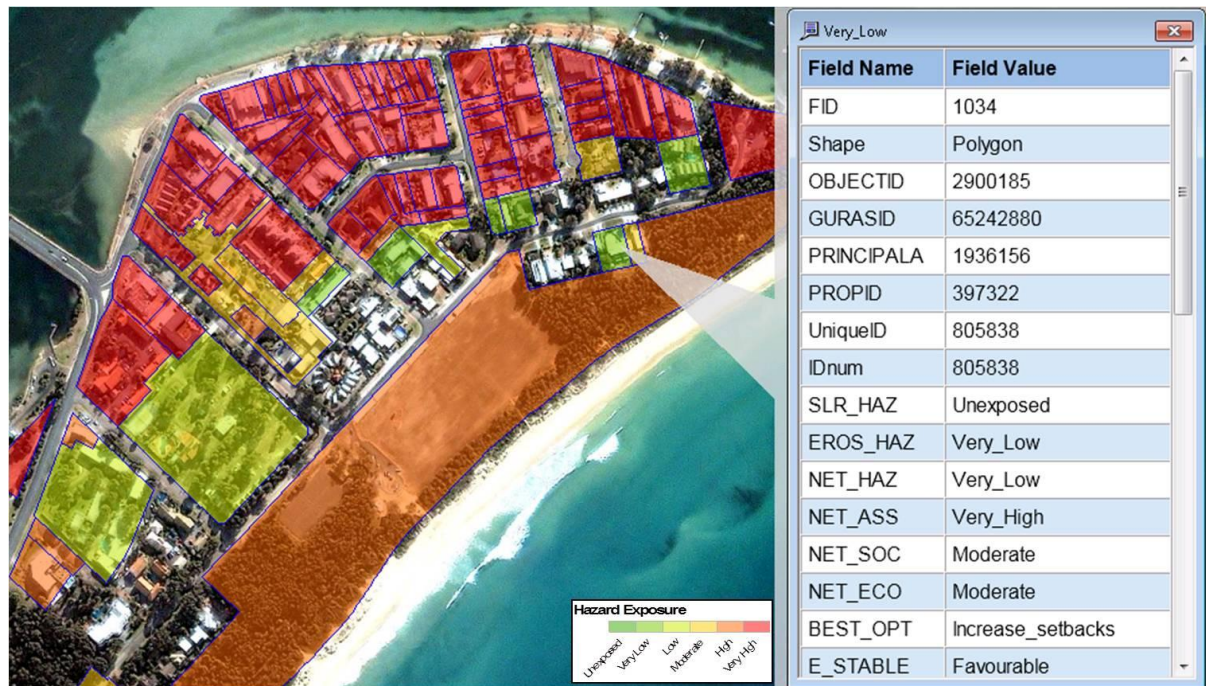 Very_Low
Field Name Field Value
FID 1034
Shape Polygon
OBJECTID 2900185
GURASID 65242880
PRINCIPALA 1936156
PROPID 397322
UniqueID 805838
IDnum 805838
SLR_HAZ Unexposed
EROS_HAZ Very_Low
NET_HAZ Very_Low
NET_ASS Very_High
NET_SOC Moderate
NET_ECO Moderate
BEST_OPT Increase_setbacks
E_STABLE Favourable
Hazard Exposure
Unexposed Very Low Low Moderate High Very High